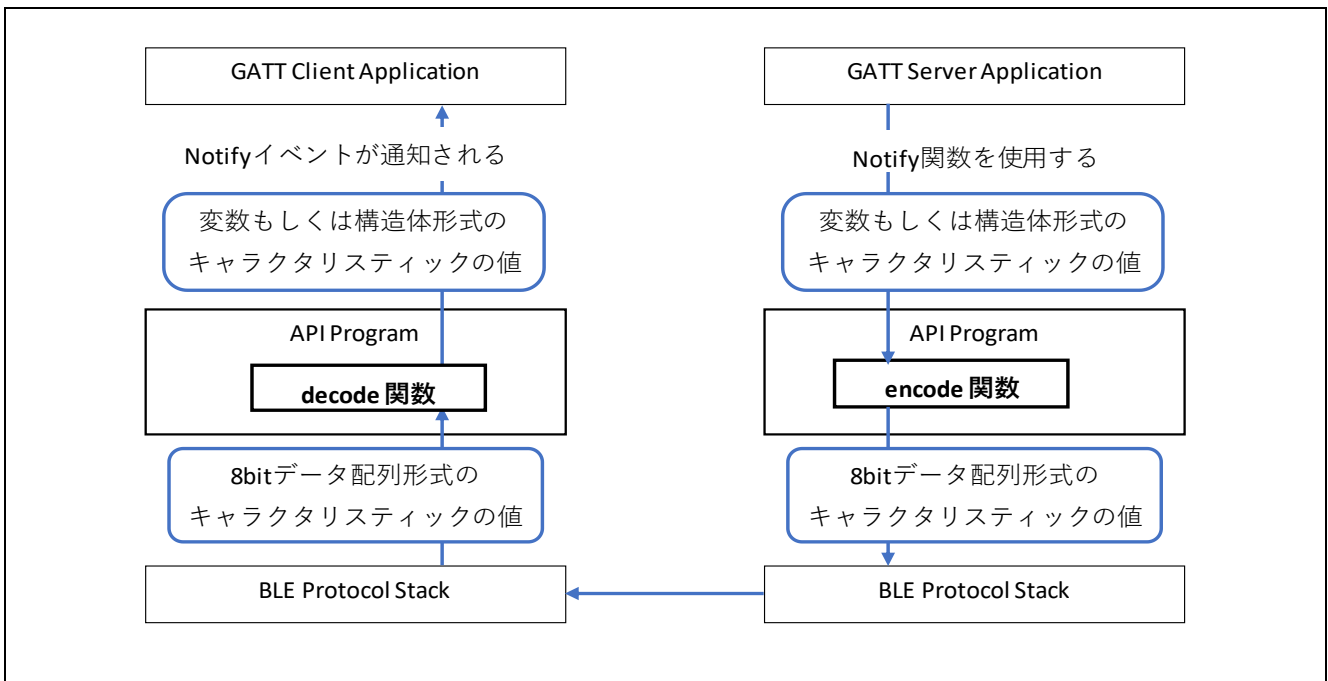 GATT Client Application
Notifyイベントが通知される
変数もしくは構造体形式の
キャラクタリスティックの値
API Program
decode 関数
8bitデータ配列形式の
キャラクタリスティックの値
BLE Protocol Stack
GATT Server Application
Notify関数を使用する
変数もしくは構造体形式の
キャラクタリスティックの値
API Program
encode 関数
8bitデータ配列形式の
キャラクタリスティックの値
BLE Protocol Stack